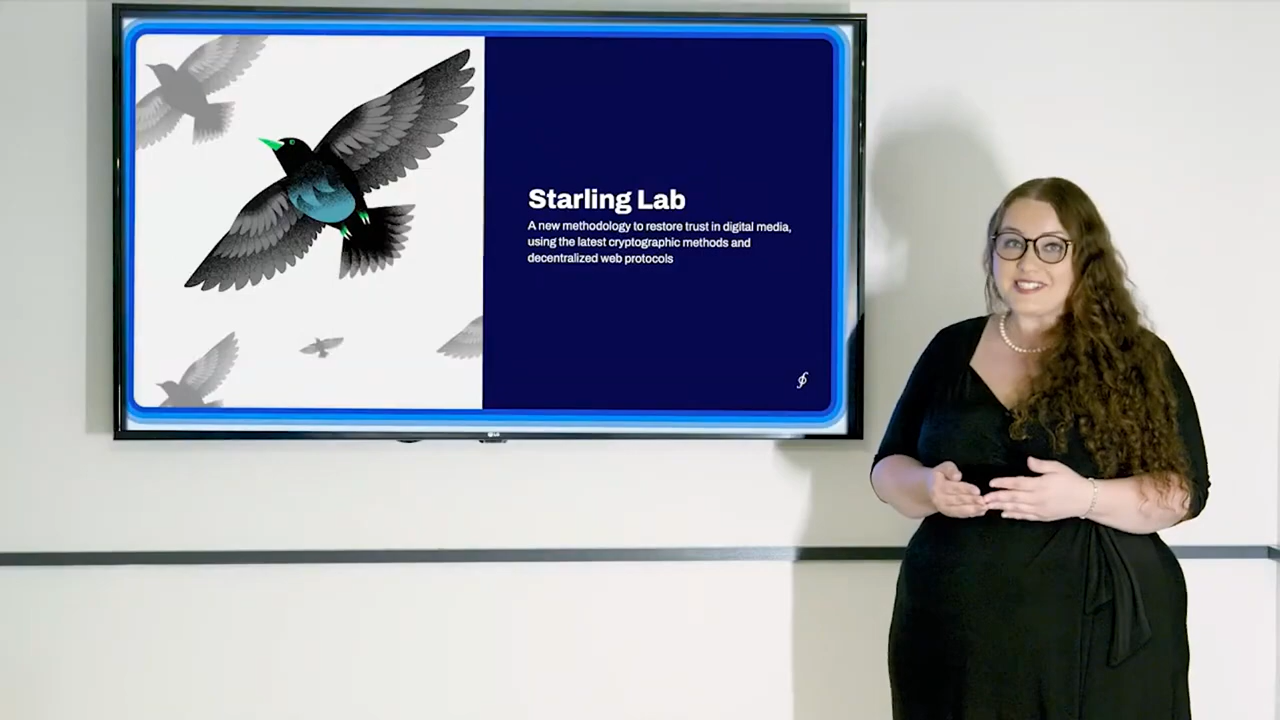 Starling Lab
A new methodology to restore trust in digital media,
using the latest cryptographic methods and
decentralized web protocols
LG